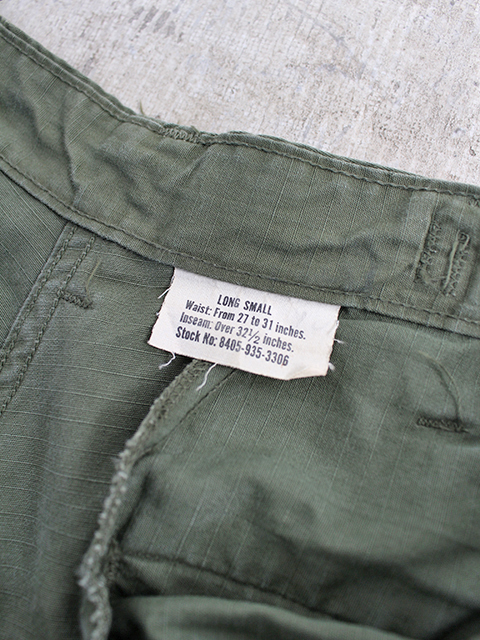 LONG SMALL
Waist: From 27 to 31 inches.
Inseam: Over 32½ inches.
Stock No: 8405-935-3306